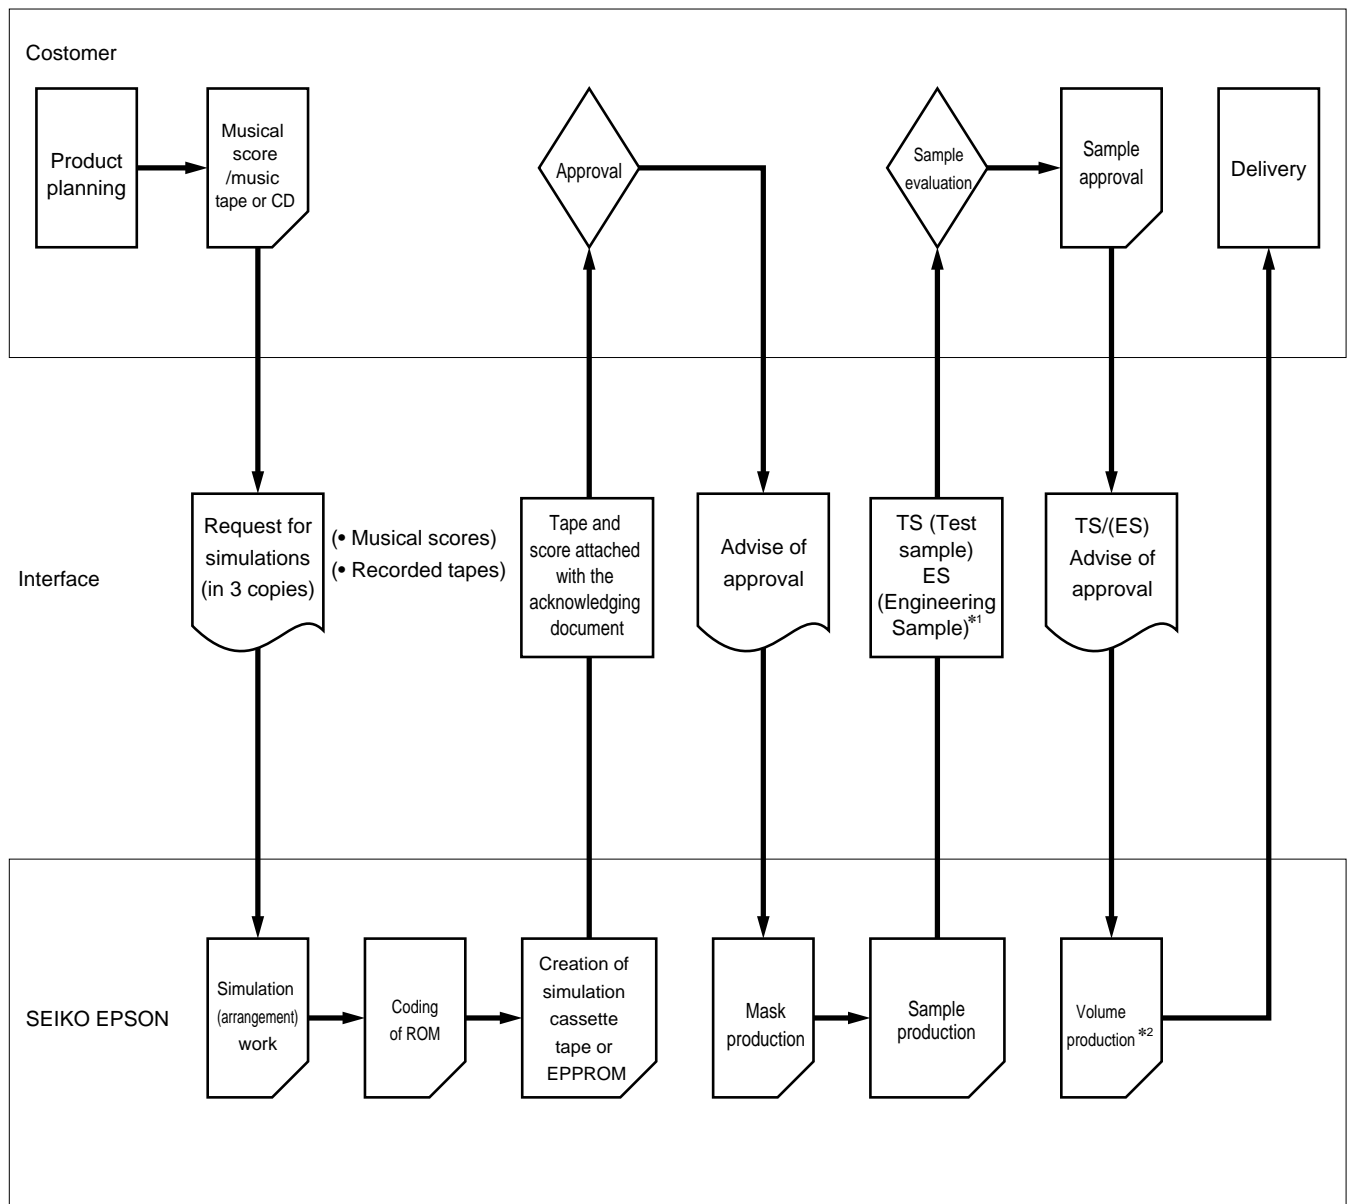 Costomer
Product
planning
Musical
score
/music
tape or CD
Approval
Sample
evaluation
Sample
approval
Delivery
Interface
Request for
simulations
(in 3 copies)
(• Musical scores)
(• Recorded tapes)
Tape and
score attached
with the
acknowledging
document
Advise of
approval
TS (Test
sample)
ES
(Engineering
Sample)*1
TS/(ES)
Advise of
approval
SEIKO EPSON
Simulation
(arrangement)
work
Coding
of ROM
Creation of
simulation
cassette
tape or
EPPROM
Mask
production
Sample
production
Volume
production *2